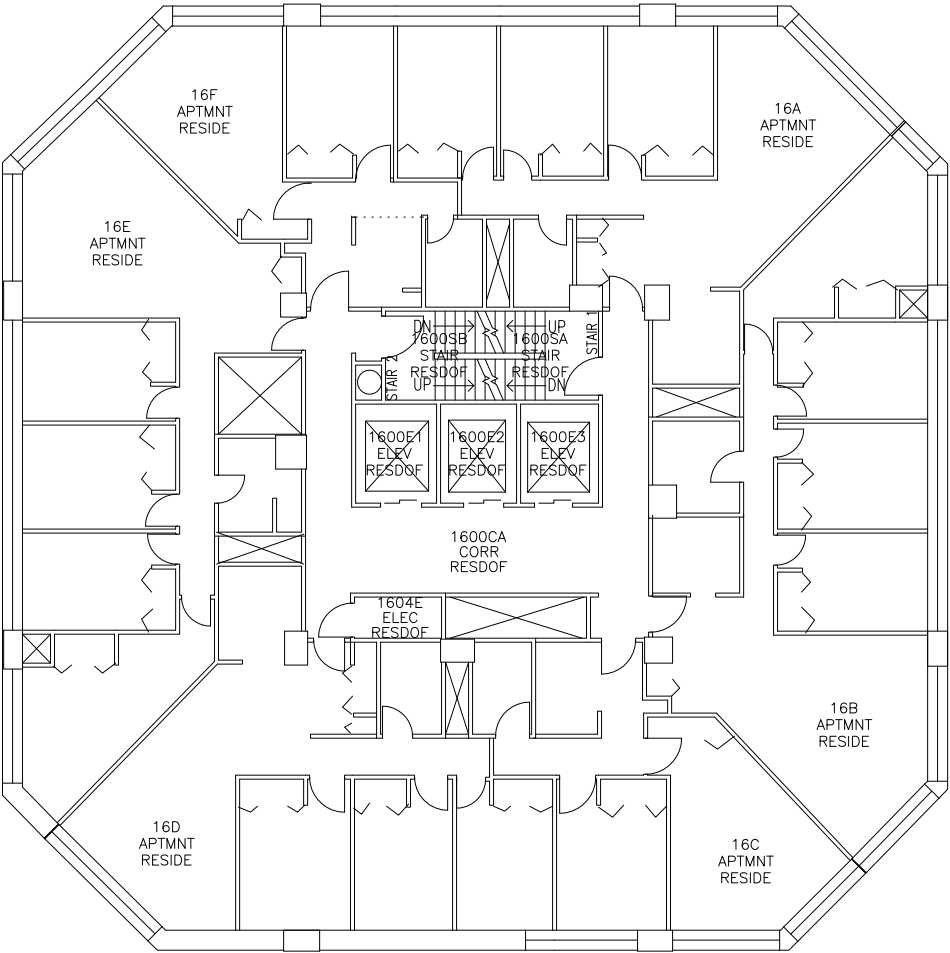 16F
APTMNT
RESIDE
16A
APTMNT
RESIDE
16E
APTMNT
RESIDE
DN
UP
1600SB
STAIR
RESDOF
1600SA
STAIR
RESDOF
STAIR 1
STAIR 2
UP
DN
1600E1
ELEV
RESDOF
1600E2
ELEV
RESDOF
1600E3
ELEV
RESDOF
1600CA
CORR
RESDOF
1604E
ELEC
RESDOF
16B
APTMNT
RESIDE
16D
APTMNT
RESIDE
16C
APTMNT
RESIDE